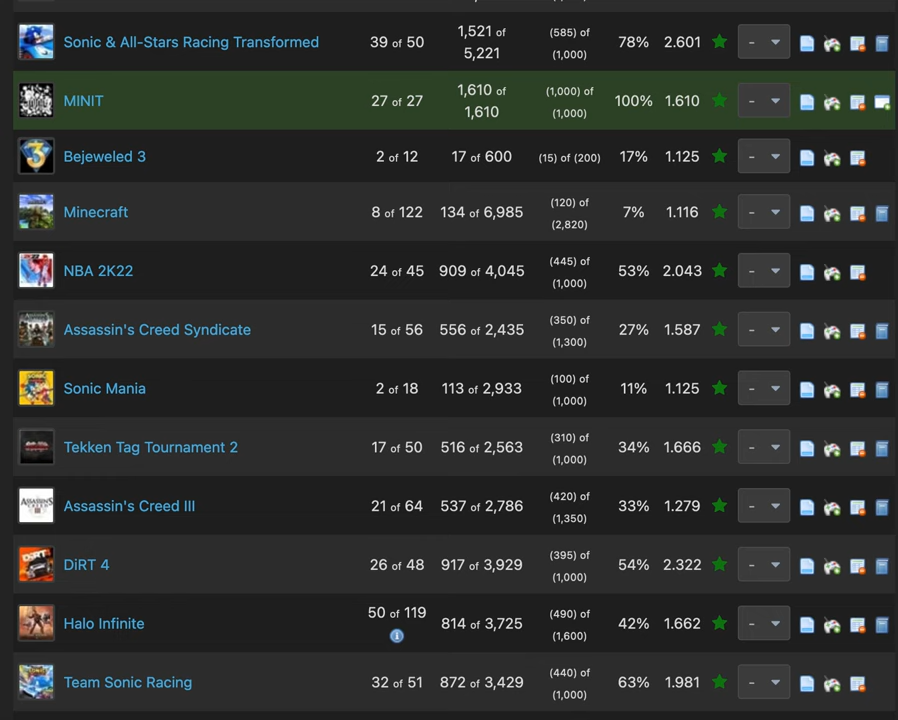 Sonic & All-Stars Racing Transformed 39 of 50 1,521 of 5,221 (585) of (1,000) 78% 2.601 -
MINIT 27 of 27 1,610 of 1,610 (1,000) of (1,000) 100% 1.610 -
Bejeweled 3 2 of 12 17 of 600 (15) of (200) 17% 1.125 -
Minecraft 8 of 122 134 of 6,985 (120) of (2,820) 7% 1.116 -
NBA 2K22 24 of 45 909 of 4,045 (445) of (1,000) 53% 2.043 -
Assassin's Creed Syndicate 15 of 56 556 of 2,435 (350) of (1,300) 27% 1.587 -
Sonic Mania 2 of 18 113 of 2,933 (100) of (1,000) 11% 1.125 -
Tekken Tag Tournament 2 17 of 50 516 of 2,563 (310) of (1,000) 34% 1.666 -
Assassin's Creed III 21 of 64 537 of 2,786 (420) of (1,350) 33% 1.279 -
DiRT 4 26 of 48 917 of 3,929 (395) of (1,000) 54% 2.322 -
Halo Infinite 50 of 119 814 of 3,725 (490) of (1,600) 42% 1.662 -
Team Sonic Racing 32 of 51 872 of 3,429 (440) of (1,000) 63% 1.981 -